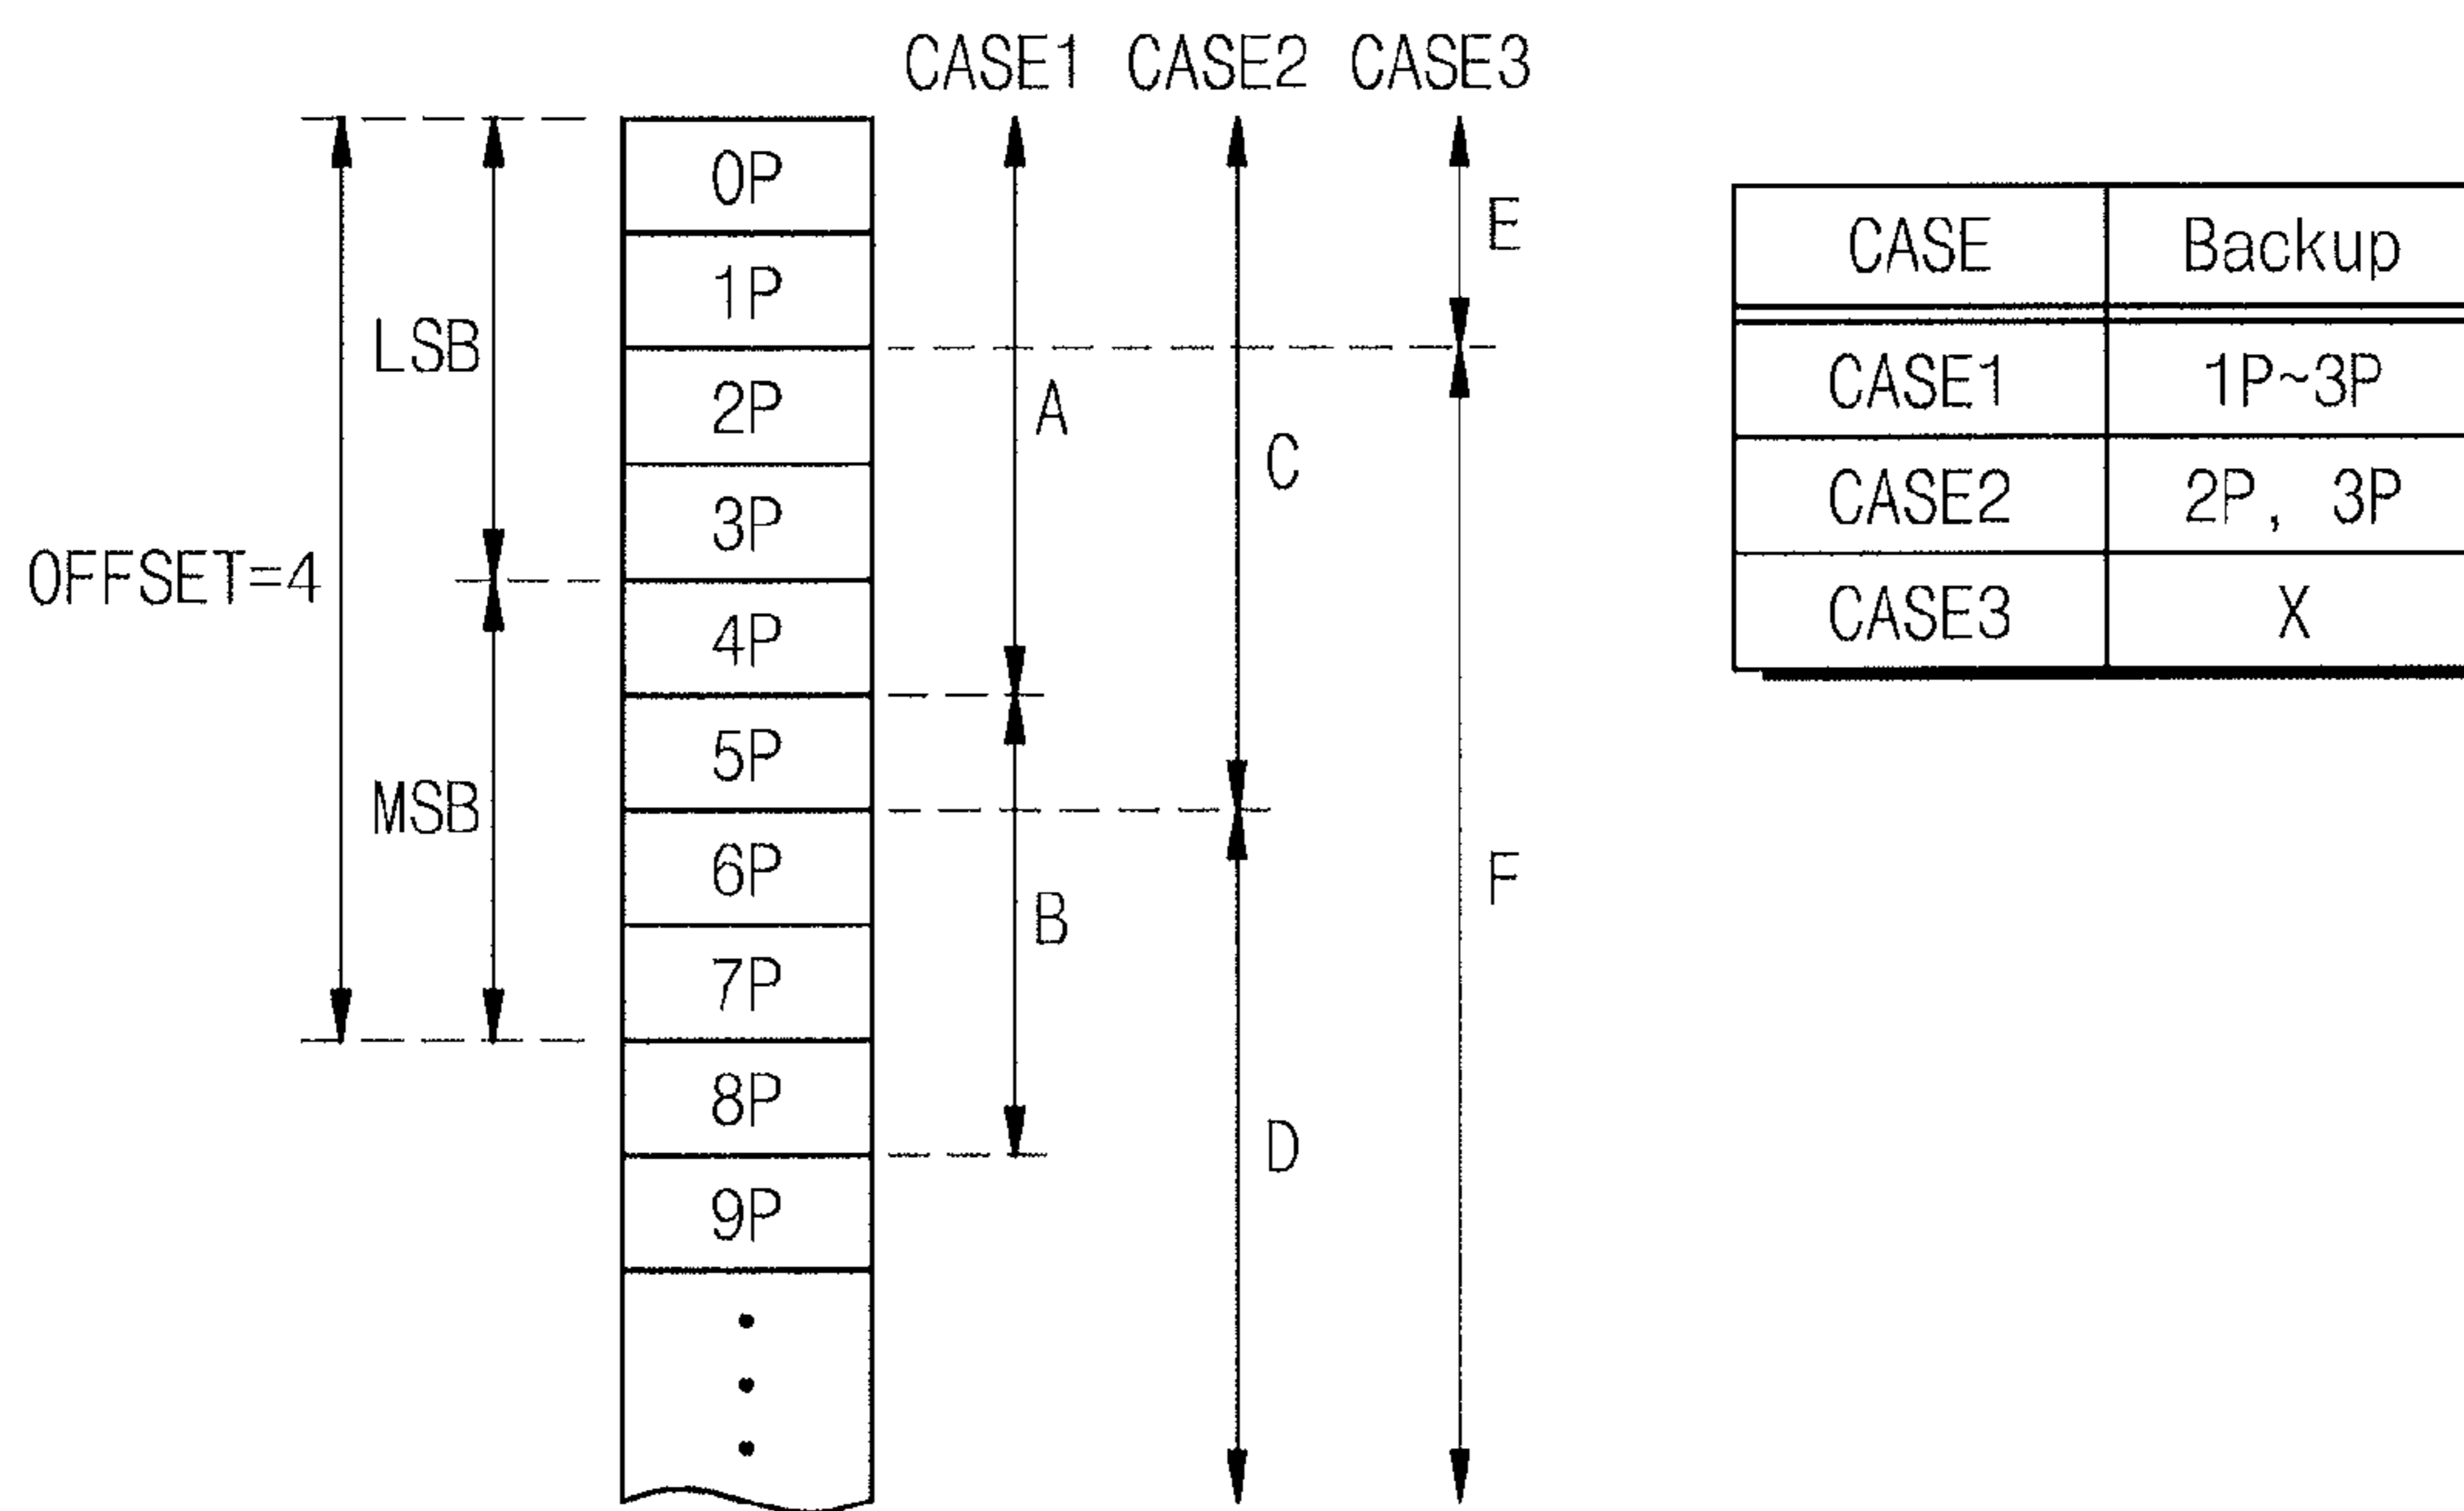 CASE1 CASE2 CASE3
OFFSET=4
LSB
MSB
0P
1P
2P
3P
4P
5P
6P
7P
8P
9P
A
B
C
D
E
F
CASE Backup
CASE1 1P~3P
CASE2 2P, 3P
CASE3 X